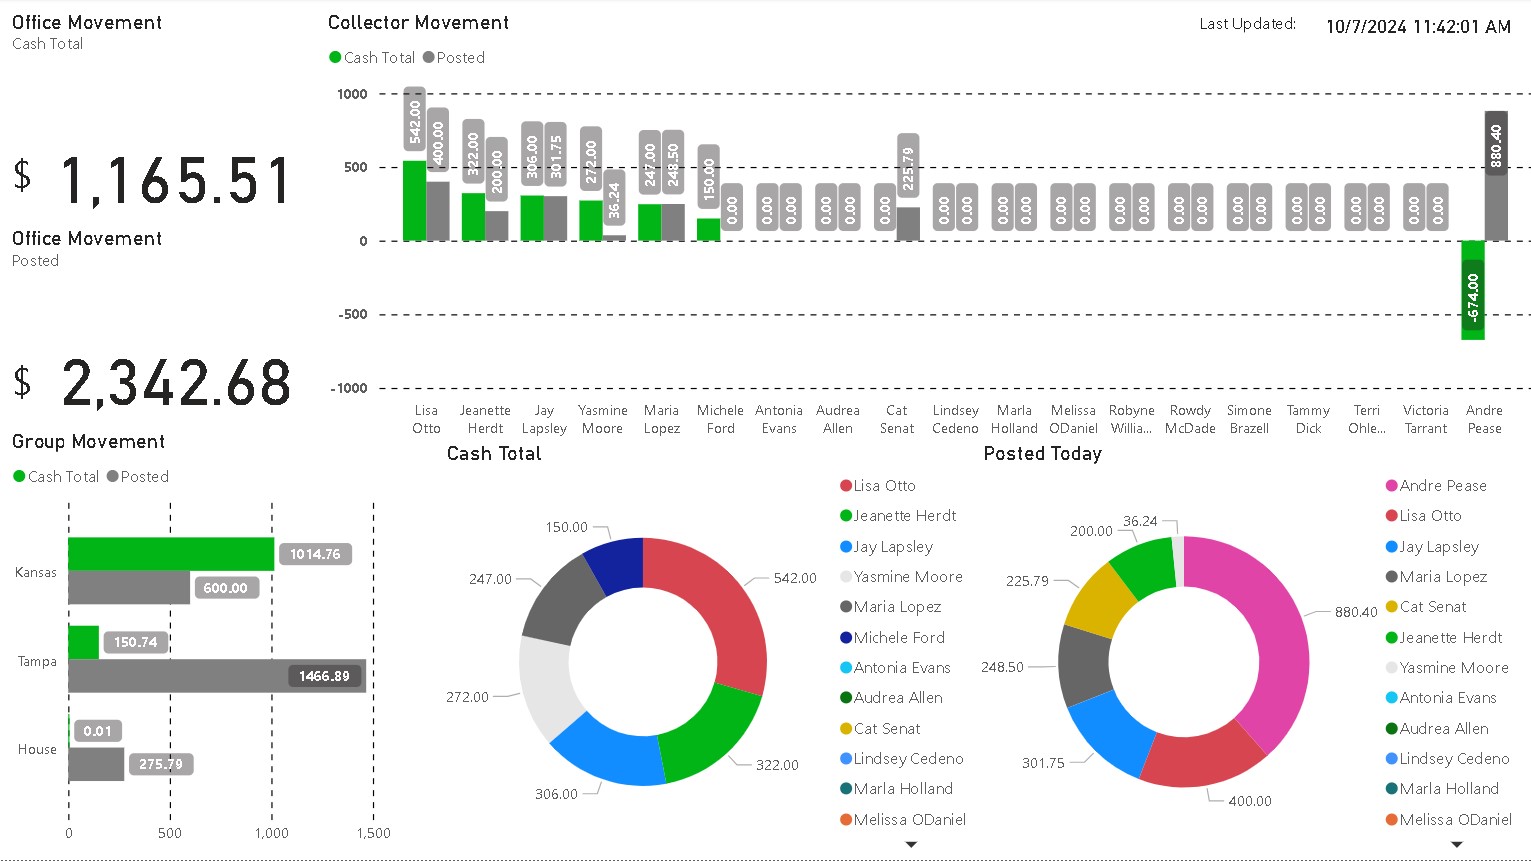 Office Movement
Cash Total
$ 1,165.51
Office Movement
Posted
$ 2,342.68
Collector Movement
Last Updated: 10/7/2024 11:42:01 AM
Cash Total Posted
1000
500
0
-500
-1000
542.00 400.00 322.00 200.00 306.00 301.75 272.00 36.24 247.00 248.50 150.00 0.00 0.00 0.00 0.00 0.00 0.00 225.79 0.00 0.00 0.00 0.00 0.00 0.00 0.00 0.00 0.00 0.00 0.00 0.00 0.00 0.00 0.00 0.00 0.00 0.00 -674.00 880.40
Lisa Otto
Jeanette Herdt
Jay Lapsley
Yasmine Moore
Maria Lopez
Michele Ford
Antonia Evans
Audrea Allen
Cat Senat
Lindsey Cedeno
Marla Holland
Melissa ODaniel
Robyne Willia...
Rowdy McDade
Simone Brazell
Tammy Dick
Terri Ohle...
Victoria Tarrant
Andre Pease
Group Movement
Cash Total Posted
Kansas
1014.76
600.00
Tampa
150.74
1466.89
House
0.01
275.79
0 500 1,000 1,500
Cash Total
150.00
247.00
542.00
272.00
322.00
306.00
Lisa Otto
Jeanette Herdt
Jay Lapsley
Yasmine Moore
Maria Lopez
Michele Ford
Antonia Evans
Audrea Allen
Cat Senat
Lindsey Cedeno
Marla Holland
Melissa ODaniel
Posted Today
36.24
200.00
225.79
880.40
248.50
301.75
400.00
Andre Pease
Lisa Otto
Jay Lapsley
Maria Lopez
Cat Senat
Jeanette Herdt
Yasmine Moore
Antonia Evans
Audrea Allen
Lindsey Cedeno
Marla Holland
Melissa ODaniel